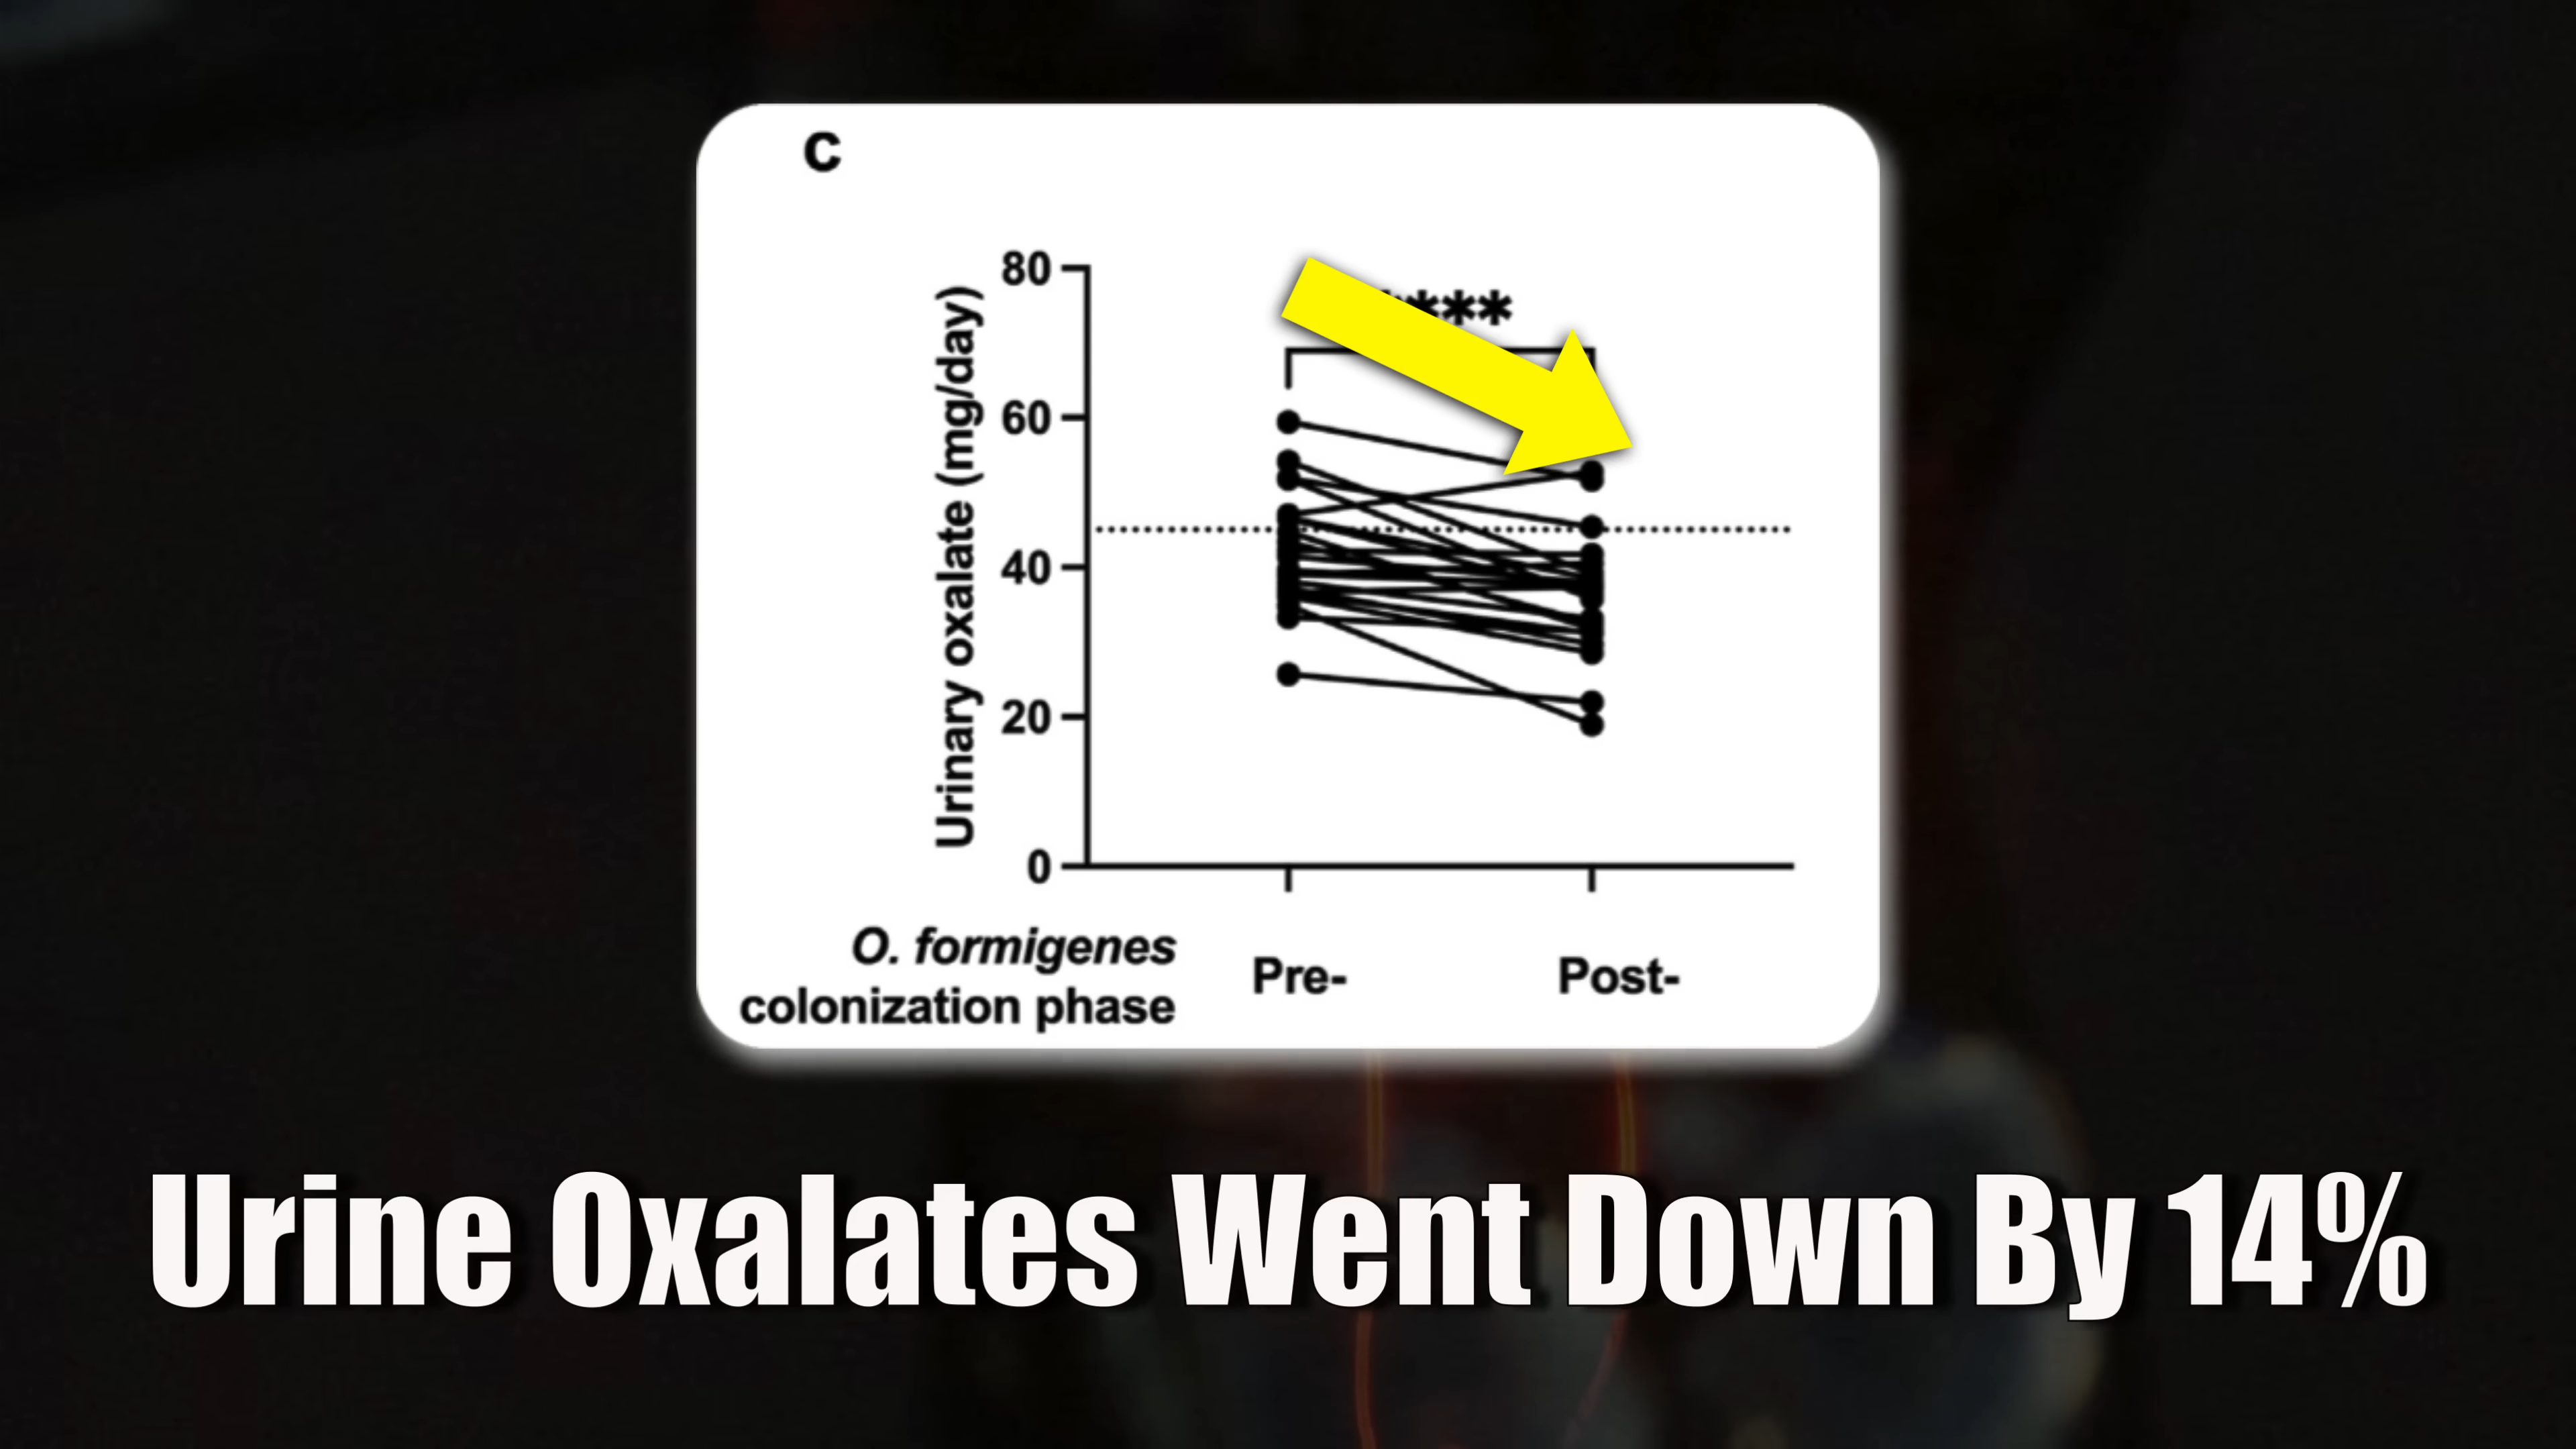 C
80
60
40
20
0
Urinary oxalate (mg/day)
***
O. formigenes
colonization phase
Pre-
Post-
Urine Oxalates Went Down By 14%